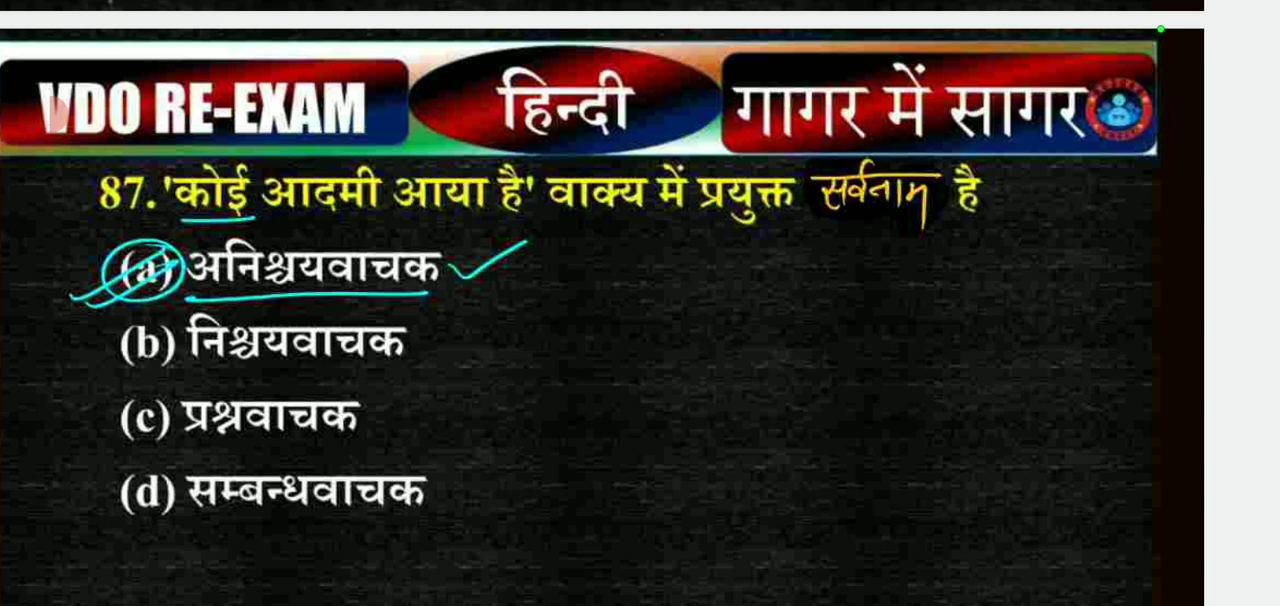 VDO RE-EXAM हिन्दी गागर में सागर
87. 'कोई आदमी आया है' वाक्य में प्रयुक्त सर्वनाम है
(a) अनिश्चयवाचक
(b) निश्चयवाचक
(c) प्रश्नवाचक
(d) सम्बन्धवाचक